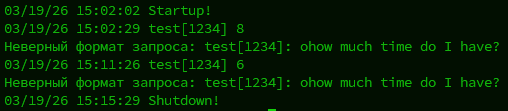 03/19/26 15:02:02 Startup!
03/19/26 15:02:29 test[1234] 8
Неверный формат запроса: test[1234]: ohow much time do I have?
03/19/26 15:11:26 test[1234] 6
Неверный формат запроса: test[1234]: ohow much time do I have?
03/19/26 15:15:29 Shutdown!